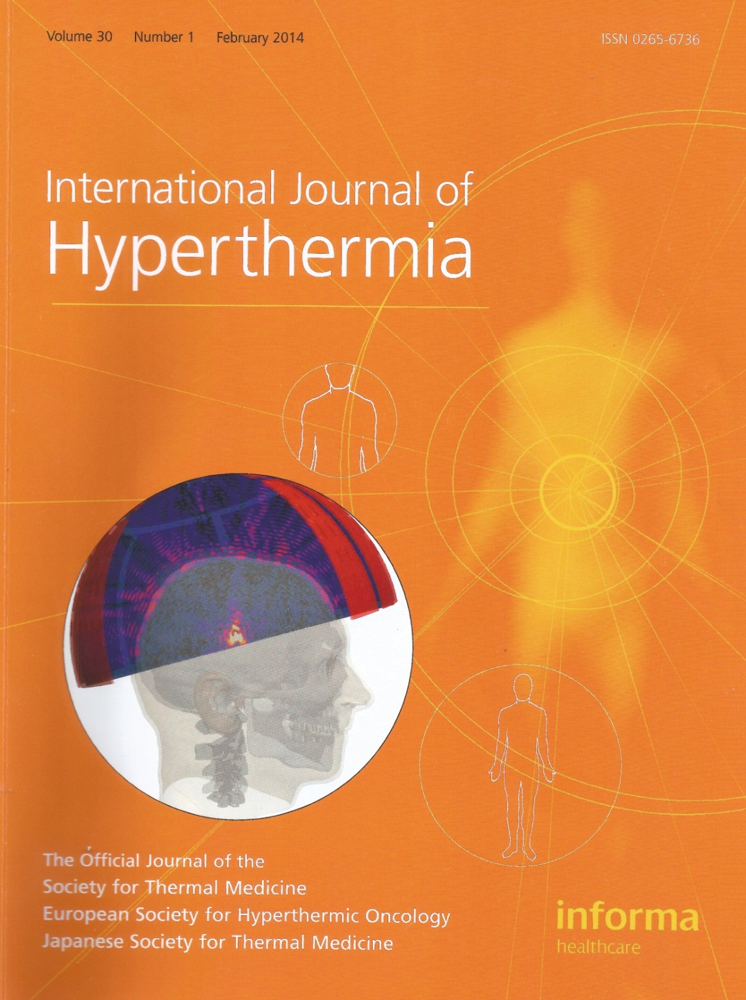 Volume 30 Number 1 February 2014
ISSN 0265-6736
International Journal of
Hyperthermia
The Official Journal of the
Society for Thermal Medicine
European Society for Hyperthermic Oncology
Japanese Society for Thermal Medicine
informa
healthcare